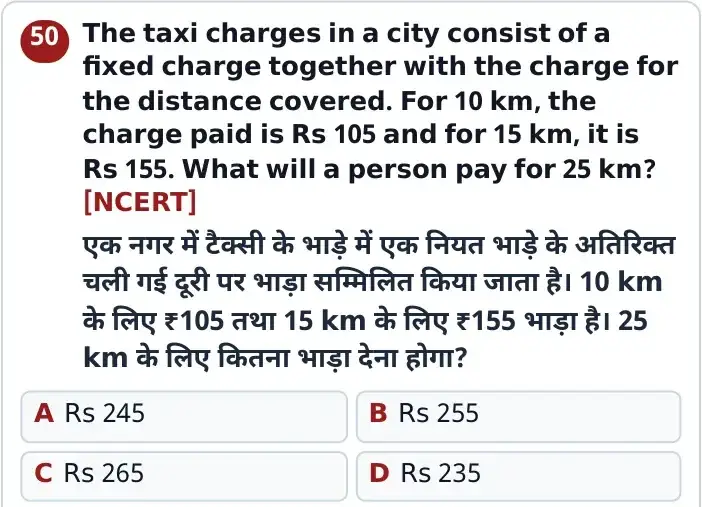 50 The taxi charges in a city consist of a
fixed charge together with the charge for
the distance covered. For 10 km, the
charge paid is Rs 105 and for 15 km, it is
Rs 155. What will a person pay for 25 km?
[NCERT]
एक नगर में टैक्सी के भाड़े में एक नियत भाड़े के अतिरिक्त
चली गई दूरी पर भाड़ा सम्मिलित किया जाता है। 10 km
के लिए ₹105 तथा 15 km के लिए ₹155 भाड़ा है। 25
km के लिए कितना भाड़ा देना होगा?
A Rs 245
B Rs 255
C Rs 265
D Rs 235